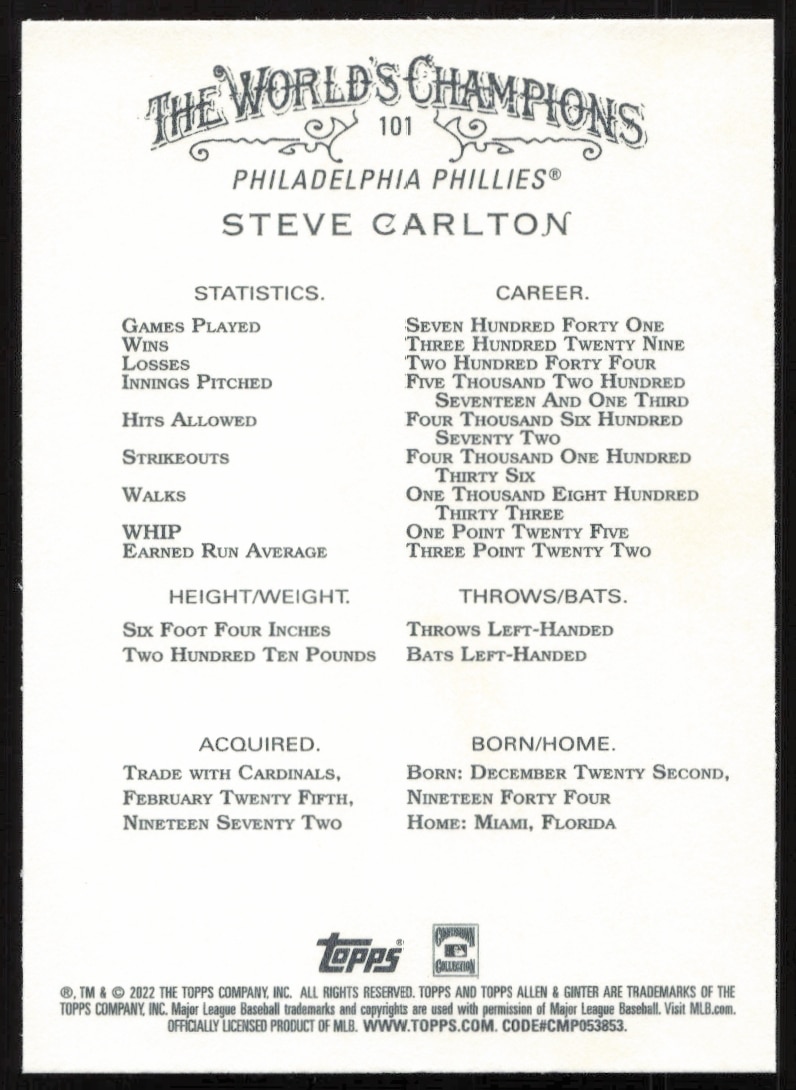 THE WORLD'S CHAMPIONS
101
PHILADELPHIA PHILLIES®
STEVE CARLTON
STATISTICS. CAREER.
GAMES PLAYED SEVEN HUNDRED FORTY ONE
WINS THREE HUNDRED TWENTY NINE
LOSSES TWO HUNDRED FORTY FOUR
INNINGS PITCHED FIVE THOUSAND TWO HUNDRED
SEVENTEEN AND ONE THIRD
HITS ALLOWED FOUR THOUSAND SIX HUNDRED
SEVENTY TWO
STRIKEOUTS FOUR THOUSAND ONE HUNDRED
THIRTY SIX
WALKS ONE THOUSAND EIGHT HUNDRED
THIRTY THREE
WHIP ONE POINT TWENTY FIVE
EARNED RUN AVERAGE THREE POINT TWENTY TWO
HEIGHT/WEIGHT. THROWS/BATS.
SIX FOOT FOUR INCHES THROWS LEFT-HANDED
TWO HUNDRED TEN POUNDS BATS LEFT-HANDED
ACQUIRED. BORN/HOME.
TRADE WITH CARDINALS, BORN: DECEMBER TWENTY SECOND,
FEBRUARY TWENTY FIFTH, NINETEEN FORTY FOUR
NINETEEN SEVENTY TWO HOME: MIAMI, FLORIDA
Topps® COOPERSTOWN
COLLECTION
®, TM & © 2022 THE TOPPS COMPANY, INC. ALL RIGHTS RESERVED. TOPPS AND TOPPS ALLEN & GINTER ARE TRADEMARKS OF THE
TOPPS COMPANY, INC. Major League Baseball trademarks and copyrights are used with permission of Major League Baseball. Visit MLB.com.
OFFICIALLY LICENSED PRODUCT OF MLB. WWW.TOPPS.COM. CODE#CMP053853.